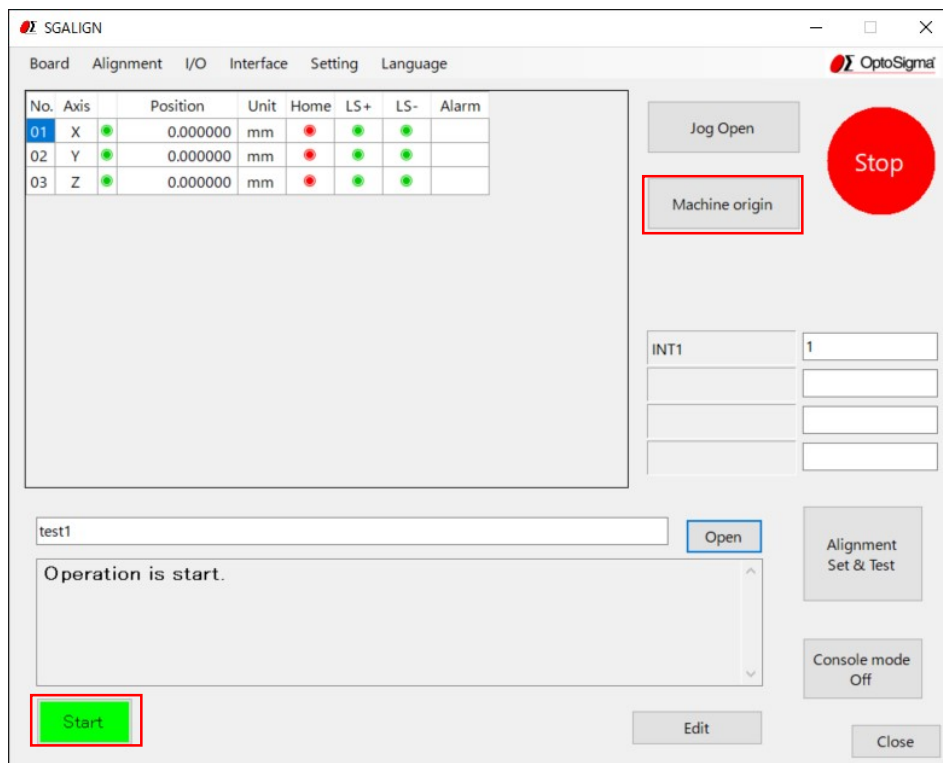 SGALIGN
Board Alignment I/O Interface Setting Language
OptoSigma
No. Axis Position Unit Home LS+ LS- Alarm
01 X 0.000000 mm
02 Y 0.000000 mm
03 Z 0.000000 mm
Jog Open
Stop
Machine origin
INT1 1
test1
Open
Operation is start.
Alignment
Set & Test
Console mode
Off
Start
Edit
Close